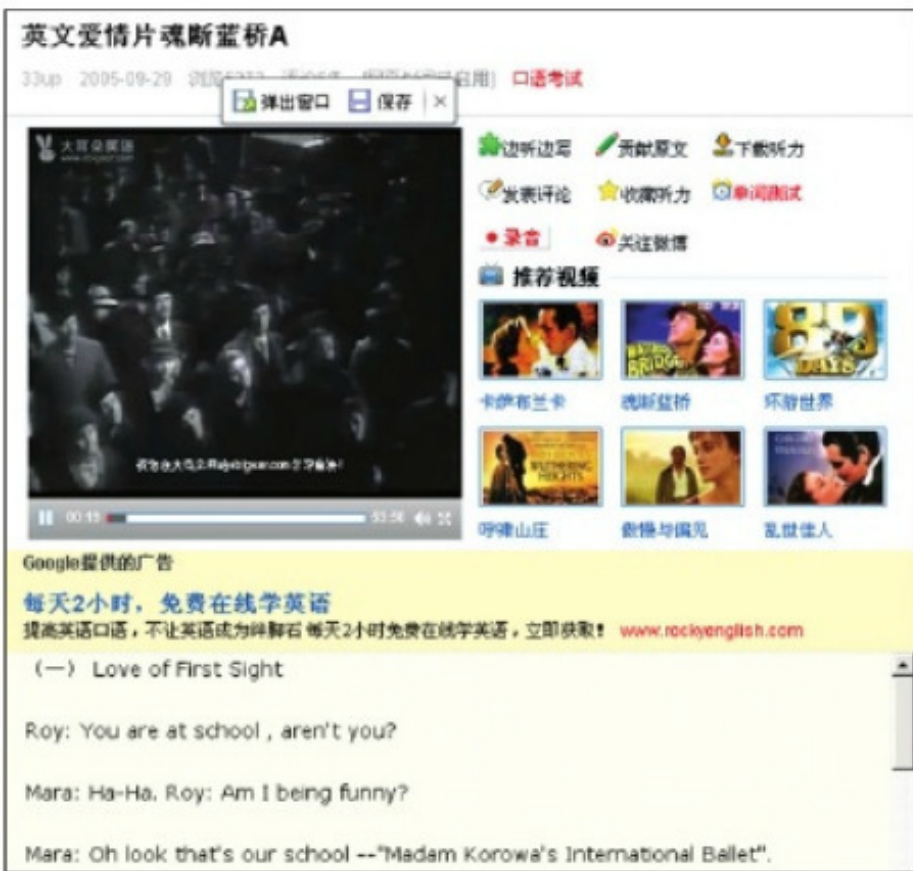 英文爱情片魂断蓝桥A
33up 2005-09-29 浏览 启用] 口语考试
弹出窗口 保存 ×
大耳朵英语
边听边写 贡献原文 下载听力
发表评论 收藏听力 单词测试
录音 关注微博
推荐视频
BRIDGE
80
DAYS
卡萨布兰卡 魂断蓝桥 环游世界
WUTHERING
HEIGHTS
呼啸山庄 傲慢与偏见 乱世佳人
Google提供的广告
每天2小时，免费在线学英语
提高英语口语，不让英语成为绊脚石 每天2小时免费在线学英语，立即获取！ www.rockyenglish.com
（一） Love of First Sight
Roy: You are at school , aren't you?
Mara: Ha-Ha. Roy: Am I being funny?
Mara: Oh look that's our school --"Madam Korowa's International Ballet".